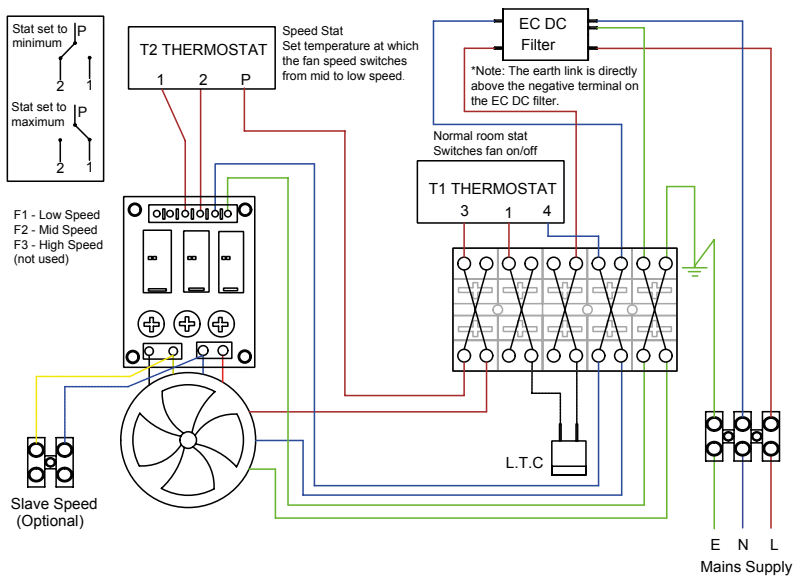 Stat set to
minimum
P
2
1
Stat set to
maximum
P
2
1
F1 - Low Speed
F2 - Mid Speed
F3 - High Speed
(not used)
T2 THERMOSTAT
1 2 P
Speed Stat
Set temperature at which
the fan speed switches
from mid to low speed.
EC DC
Filter
*Note: The earth link is directly
above the negative terminal on
the EC DC filter.
Normal room stat
Switches fan on/off
T1 THERMOSTAT
3 1 4
L.T.C
Slave Speed
(Optional)
E N L
Mains Supply